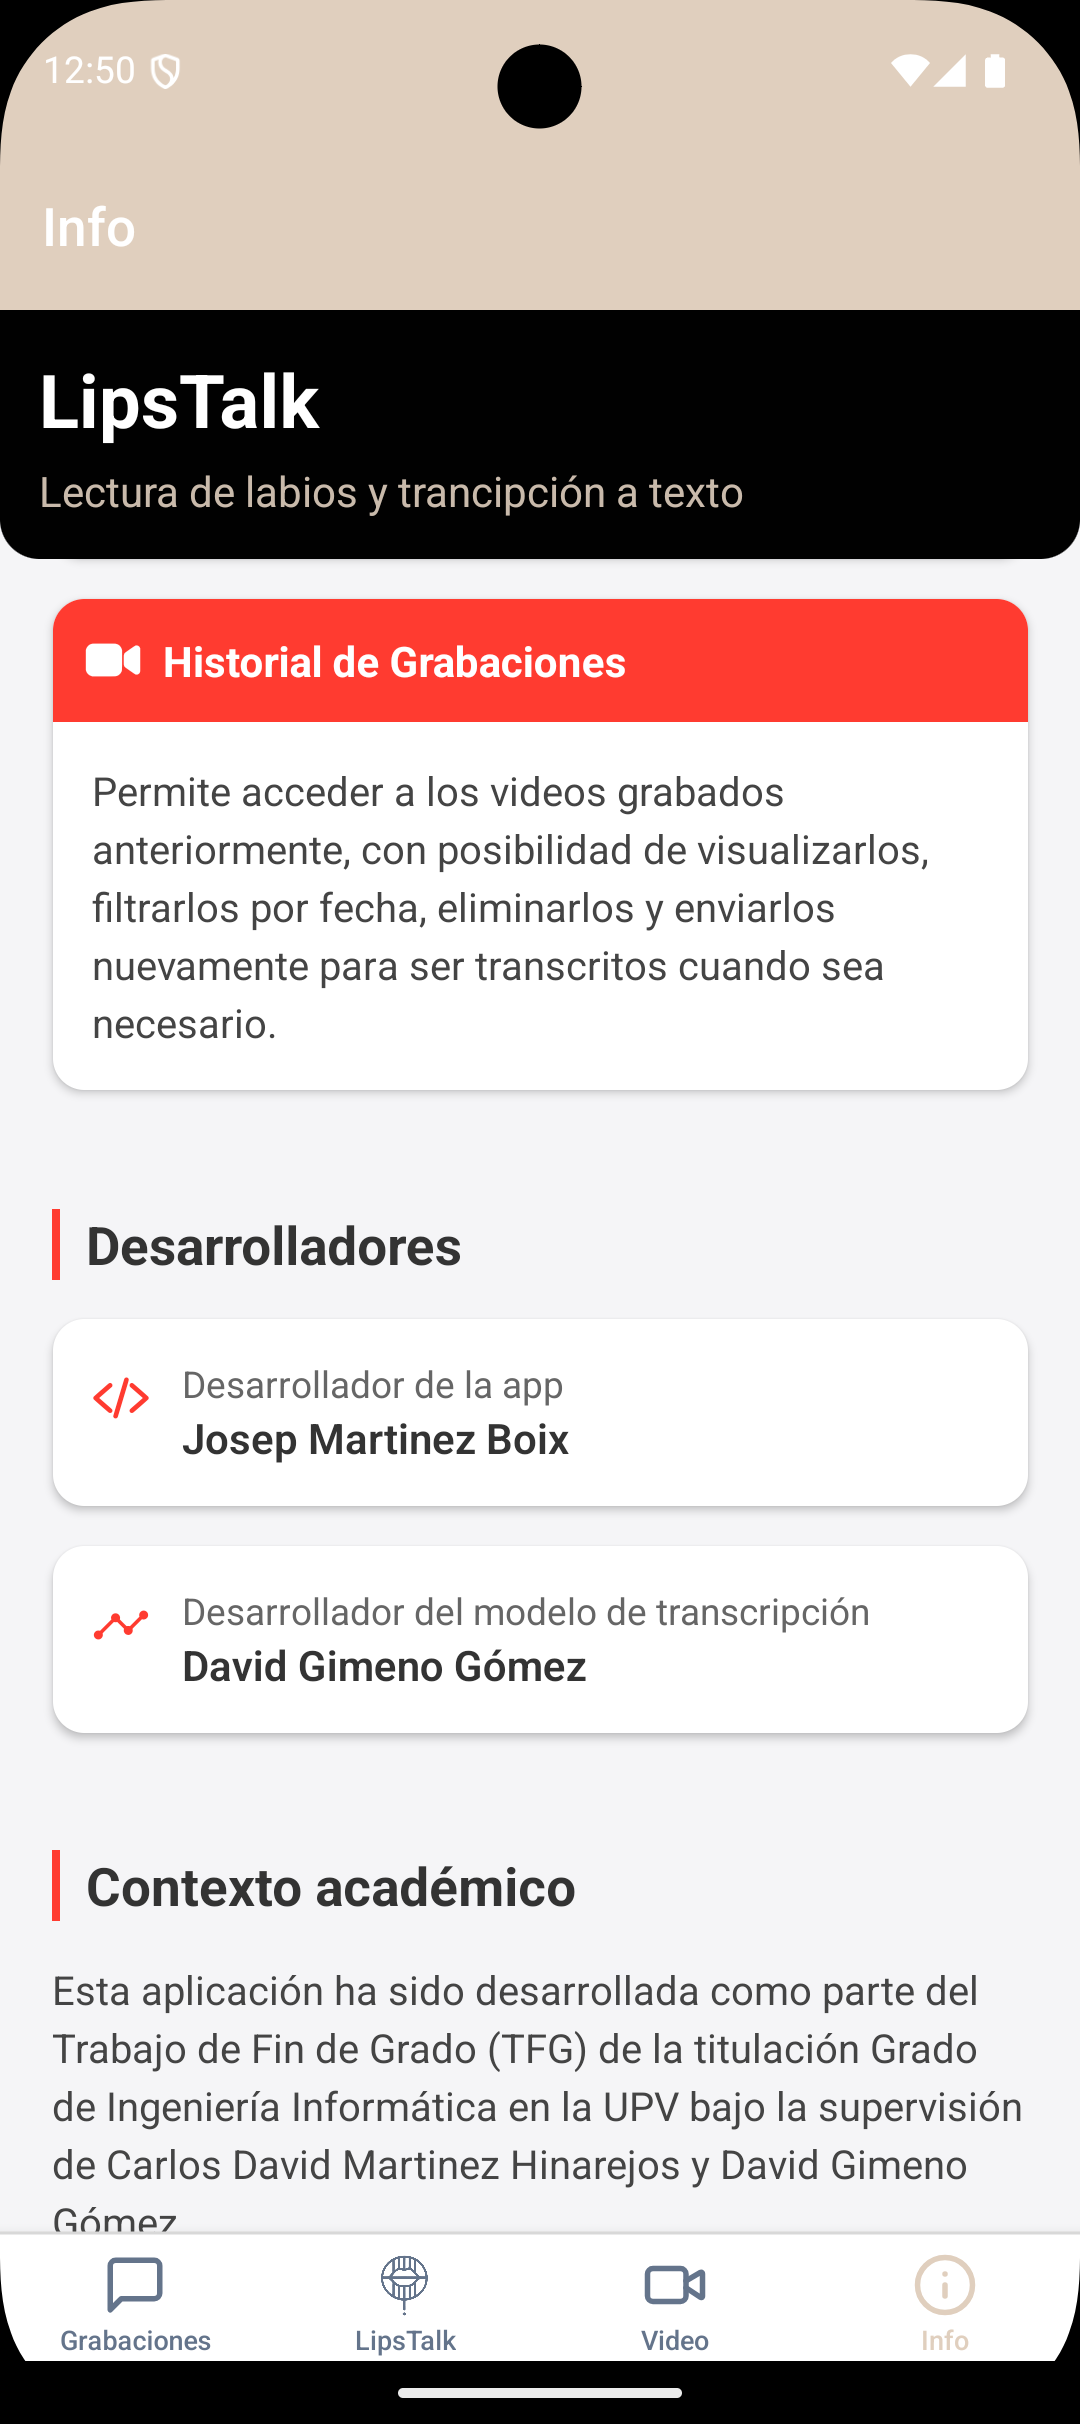 12:50
Info
LipsTalk
Lectura de labios y trancipción a texto
Historial de Grabaciones
Permite acceder a los videos grabados
anteriormente, con posibilidad de visualizarlos,
filtrarlos por fecha, eliminarlos y enviarlos
nuevamente para ser transcritos cuando sea
necesario.
Desarrolladores
Desarrollador de la app
Josep Martinez Boix
Desarrollador del modelo de transcripción
David Gimeno Gómez
Contexto académico
Esta aplicación ha sido desarrollada como parte del
Trabajo de Fin de Grado (TFG) de la titulación Grado
de Ingeniería Informática en la UPV bajo la supervisión
de Carlos David Martinez Hinarejos y David Gimeno
Gómez
Grabaciones
LipsTalk
Video
Info